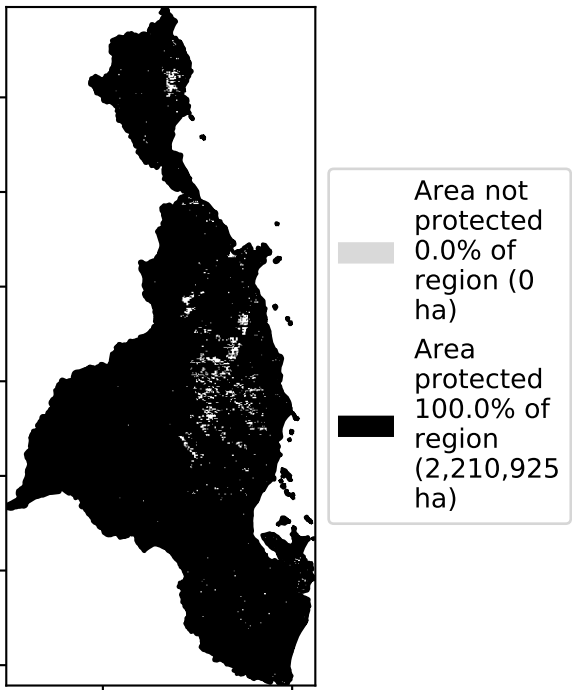 Area not
protected
0.0% of
region (0
ha)
Area
protected
100.0% of
region
(2,210,925
ha)